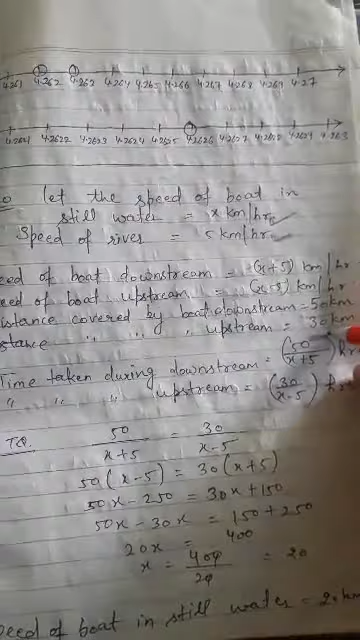 4.261 4.262 4.263 4.264 4.265 4.266 4.267 4.268 4.269 4.27
4.2621 4.2622 4.2623 4.2624 4.2625 4.2626 4.2627 4.2628 4.2629 4.263
let the speed of boat in
still water = x km/hr
Speed of river = 5 km/hr
eed of boat downstream = (x+5) km/hr
eed of boat upstream = (x-5) km/hr
istance covered by boat downstream = 50 km
stance " " " upstream = 30 km
Time taken during downstream = (50/x+5) hr
" " " upstream = (30/x-5) hr
50/x+5 = 30/x-5
50(x-5) = 30(x+5)
50x-250 = 30x+150
50x-30x = 150+250
20x = 400
x = 400/20 = 20
peed of boat in still water = 20 km